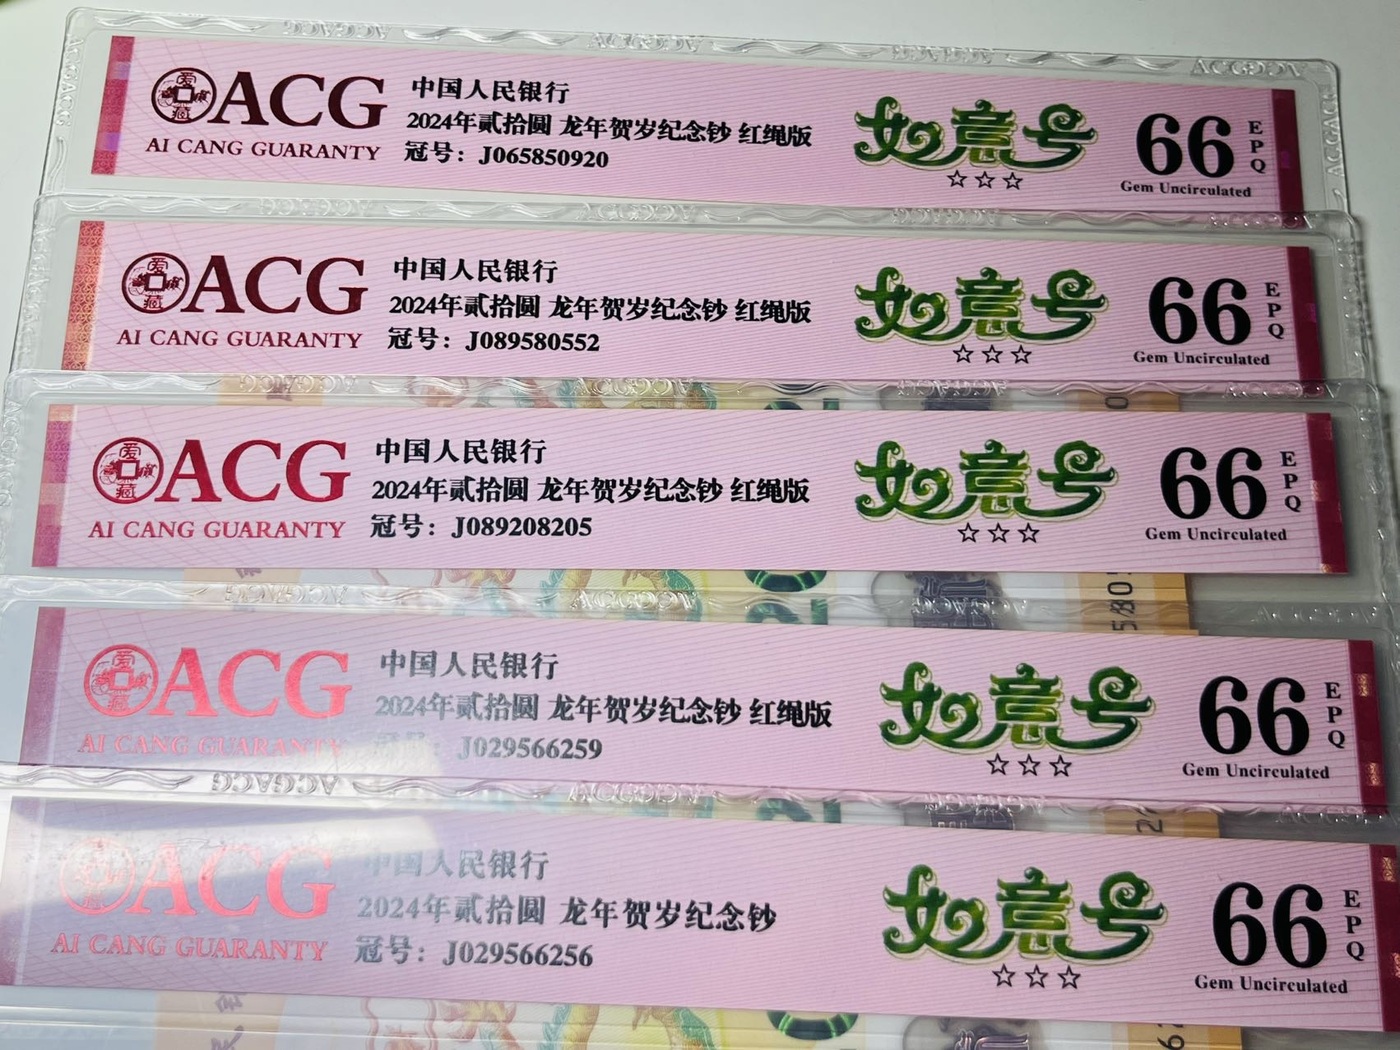 ACG
AI CANG GUARANTY
中国人民银行
2024年贰拾圆 龙年贺岁纪念钞 红绳版
冠号：J065850920
如意号
☆☆☆
66
EPQ
Gem Uncirculated
ACG
AI CANG GUARANTY
中国人民银行
2024年贰拾圆 龙年贺岁纪念钞 红绳版
冠号：J089580552
如意号
☆☆☆
66
EPQ
Gem Uncirculated
ACG
AI CANG GUARANTY
中国人民银行
2024年贰拾圆 龙年贺岁纪念钞 红绳版
冠号：J089208205
如意号
☆☆☆
66
EPQ
Gem Uncirculated
ACG
AI CANG GUARANTY
中国人民银行
2024年贰拾圆 龙年贺岁纪念钞 红绳版
冠号：J029566259
如意号
☆☆☆
66
EPQ
Gem Uncirculated
ACG
AI CANG GUARANTY
中国人民银行
2024年贰拾圆 龙年贺岁纪念钞
冠号：J029566256
如意号
☆☆☆
66
EPQ
Gem Uncirculated